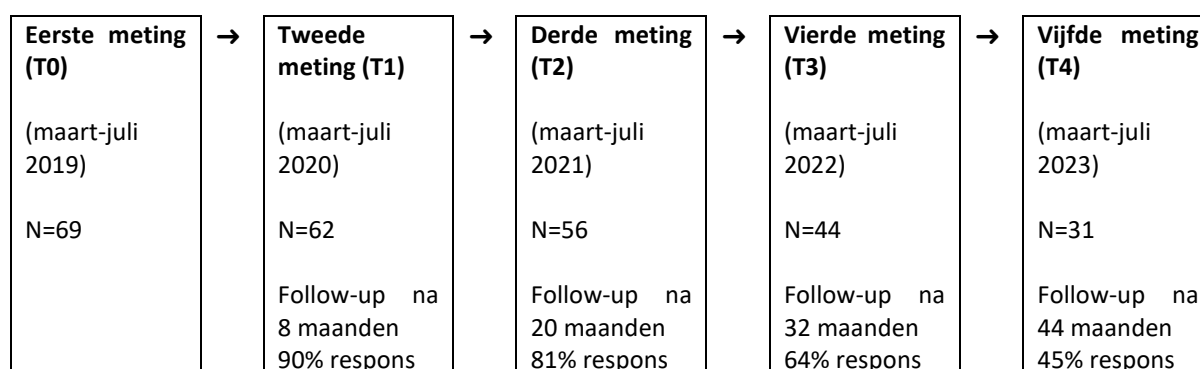 Eerste meting
(T0)
(maart-juli
2019)
N=69
→
Tweede
meting (T1)
(maart-juli
2020)
N=62
Follow-up na
8 maanden
90% respons
→
Derde meting
(T2)
(maart-juli
2021)
N=56
Follow-up na
20 maanden
81% respons
→
Vierde meting
(T3)
(maart-juli
2022)
N=44
Follow-up na
32 maanden
64% respons
→
Vijfde meting
(T4)
(maart-juli
2023)
N=31
Follow-up na
44 maanden
45% respons